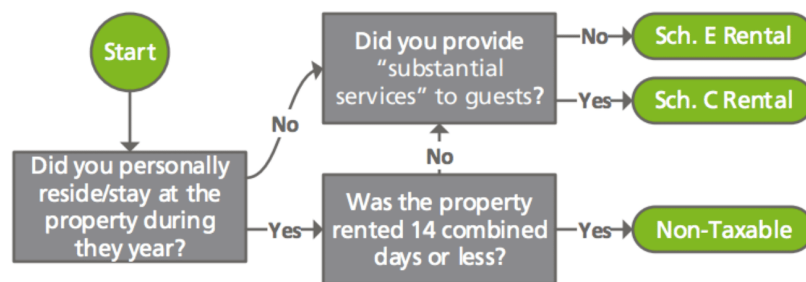 Start
Did you personally
reside/stay at the
property during
they year?
No
Yes
Did you provide
“substantial
services” to guests?
No
Sch. E Rental
Yes
Sch. C Rental
No
Was the property
rented 14 combined
days or less?
Yes
Non-Taxable